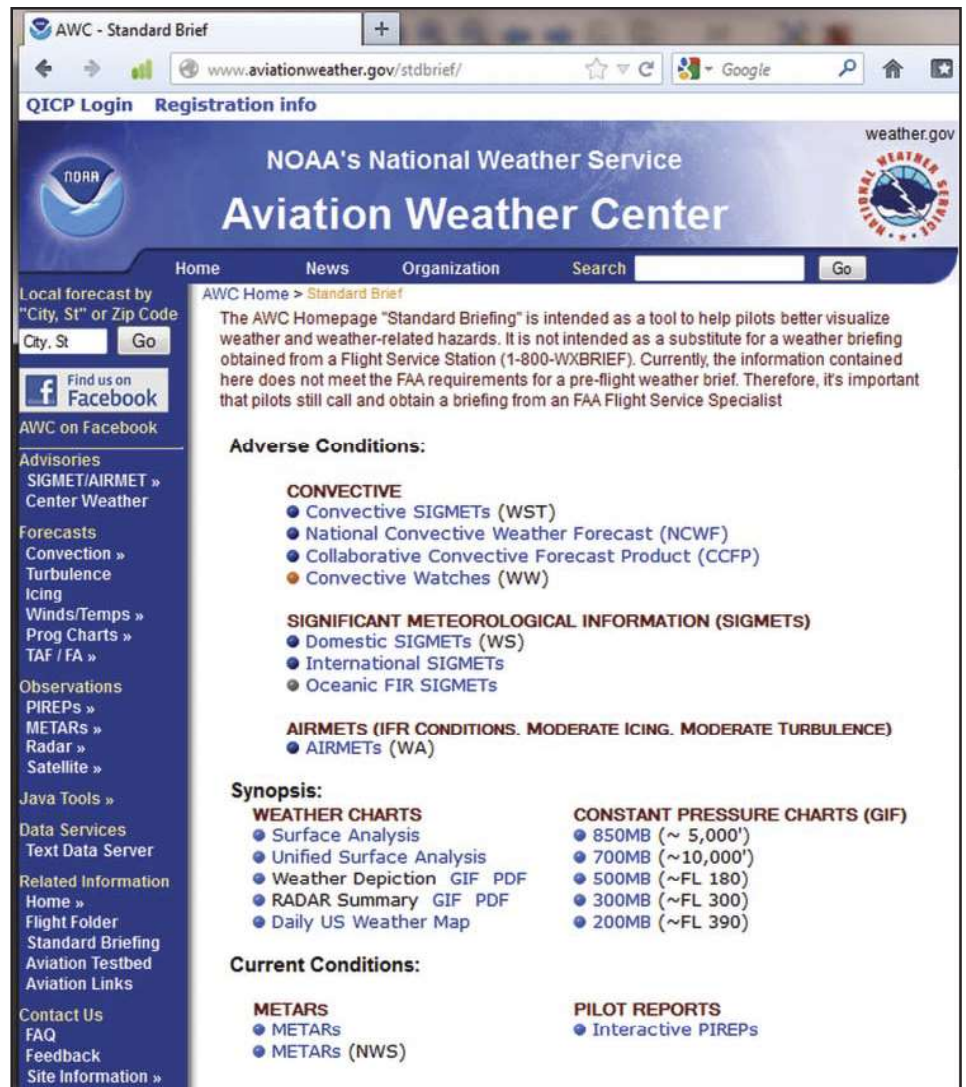 AWC - Standard Brief
www.aviationweather.gov/stdbrief/
Google
QICP Login Registration info
weather.gov
NOAA
NOAA's National Weather Service
Aviation Weather Center
NATIONAL WEATHER SERVICE
Home News Organization Search Go
Local forecast by
"City, St" or Zip Code
City, St Go
Find us on
Facebook
AWC on Facebook
Advisories
SIGMET/AIRMET »
Center Weather
Forecasts
Convection »
Turbulence
Icing
Winds/Temps »
Prog Charts »
TAF / FA »
Observations
PIREPs »
METARs »
Radar »
Satellite »
Java Tools »
Data Services
Text Data Server
Related Information
Home »
Flight Folder
Standard Briefing
Aviation Testbed
Aviation Links
Contact Us
FAQ
Feedback
Site Information »
AWC Home > Standard Brief
The AWC Homepage "Standard Briefing" is intended as a tool to help pilots better visualize
weather and weather-related hazards. It is not intended as a substitute for a weather briefing
obtained from a Flight Service Station (1-800-WXBRIEF). Currently, the information contained
here does not meet the FAA requirements for a pre-flight weather brief. Therefore, it's important
that pilots still call and obtain a briefing from an FAA Flight Service Specialist
Adverse Conditions:
CONVECTIVE
Convective SIGMETs (WST)
National Convective Weather Forecast (NCWF)
Collaborative Convective Forecast Product (CCFP)
Convective Watches (WW)
SIGNIFICANT METEOROLOGICAL INFORMATION (SIGMETS)
Domestic SIGMETs (WS)
International SIGMETs
Oceanic FIR SIGMETs
AIRMETS (IFR CONDITIONS. MODERATE ICING. MODERATE TURBULENCE)
AIRMETs (WA)
Synopsis:
WEATHER CHARTS
Surface Analysis
Unified Surface Analysis
Weather Depiction GIF PDF
RADAR Summary GIF PDF
Daily US Weather Map
CONSTANT PRESSURE CHARTS (GIF)
850MB (~ 5,000')
700MB (~10,000')
500MB (~FL 180)
300MB (~FL 300)
200MB (~FL 390)
Current Conditions:
METARS
METARs
METARs (NWS)
PILOT REPORTS
Interactive PIREPs